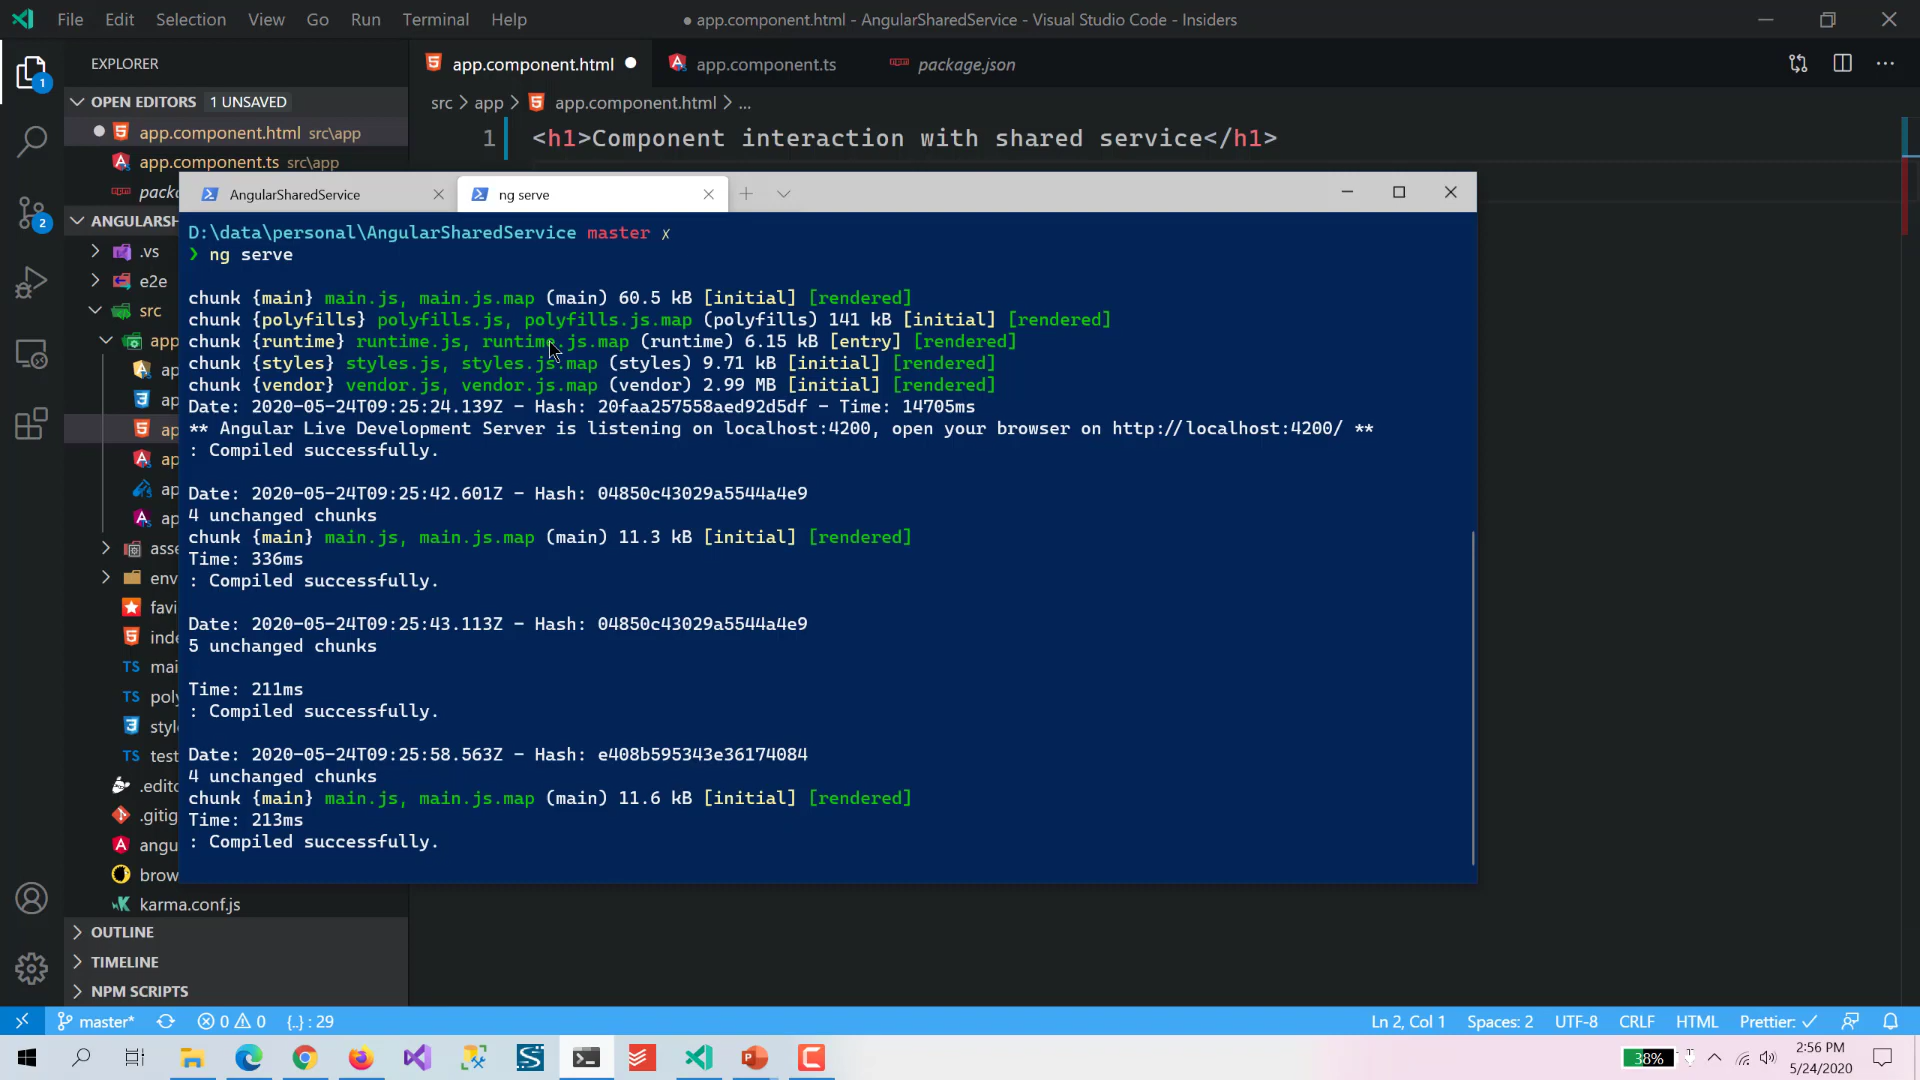 File Edit Selection View Go Run Terminal Help
● app.component.html - AngularSharedService - Visual Studio Code - Insiders
EXPLORER
app.component.html
app.component.ts
package.json
OPEN EDITORS 1 UNSAVED
src > app > app.component.html > ...
app.component.html src\app
1 <h1>Component interaction with shared service</h1>
app.component.ts src\app
packa
AngularSharedService
ng serve
ANGULARSH
.vs
e2e
src
app
ap
ap
ap
ap
ap
ap
asse
env
favi
inde
mai
poly
style
test
.edito
.gitig
angu
brow
karma.conf.js
D:\data\personal\AngularSharedService master x
❯ ng serve
chunk {main} main.js, main.js.map (main) 60.5 kB [initial] [rendered]
chunk {polyfills} polyfills.js, polyfills.js.map (polyfills) 141 kB [initial] [rendered]
chunk {runtime} runtime.js, runtime.js.map (runtime) 6.15 kB [entry] [rendered]
chunk {styles} styles.js, styles.js.map (styles) 9.71 kB [initial] [rendered]
chunk {vendor} vendor.js, vendor.js.map (vendor) 2.99 MB [initial] [rendered]
Date: 2020-05-24T09:25:24.139Z - Hash: 20faa257558aed92d5df - Time: 14705ms
** Angular Live Development Server is listening on localhost:4200, open your browser on http://localhost:4200/ **
: Compiled successfully.
Date: 2020-05-24T09:25:42.601Z - Hash: 04850c43029a5544a4e9
4 unchanged chunks
chunk {main} main.js, main.js.map (main) 11.3 kB [initial] [rendered]
Time: 336ms
: Compiled successfully.
Date: 2020-05-24T09:25:43.113Z - Hash: 04850c43029a5544a4e9
5 unchanged chunks
Time: 211ms
: Compiled successfully.
Date: 2020-05-24T09:25:58.563Z - Hash: e408b595343e36174084
4 unchanged chunks
chunk {main} main.js, main.js.map (main) 11.6 kB [initial] [rendered]
Time: 213ms
: Compiled successfully.
OUTLINE
TIMELINE
NPM SCRIPTS
master* 0 0 {..} : 29
Ln 2, Col 1 Spaces: 2 UTF-8 CRLF HTML Prettier: ✓
38%
2:56 PM
5/24/2020